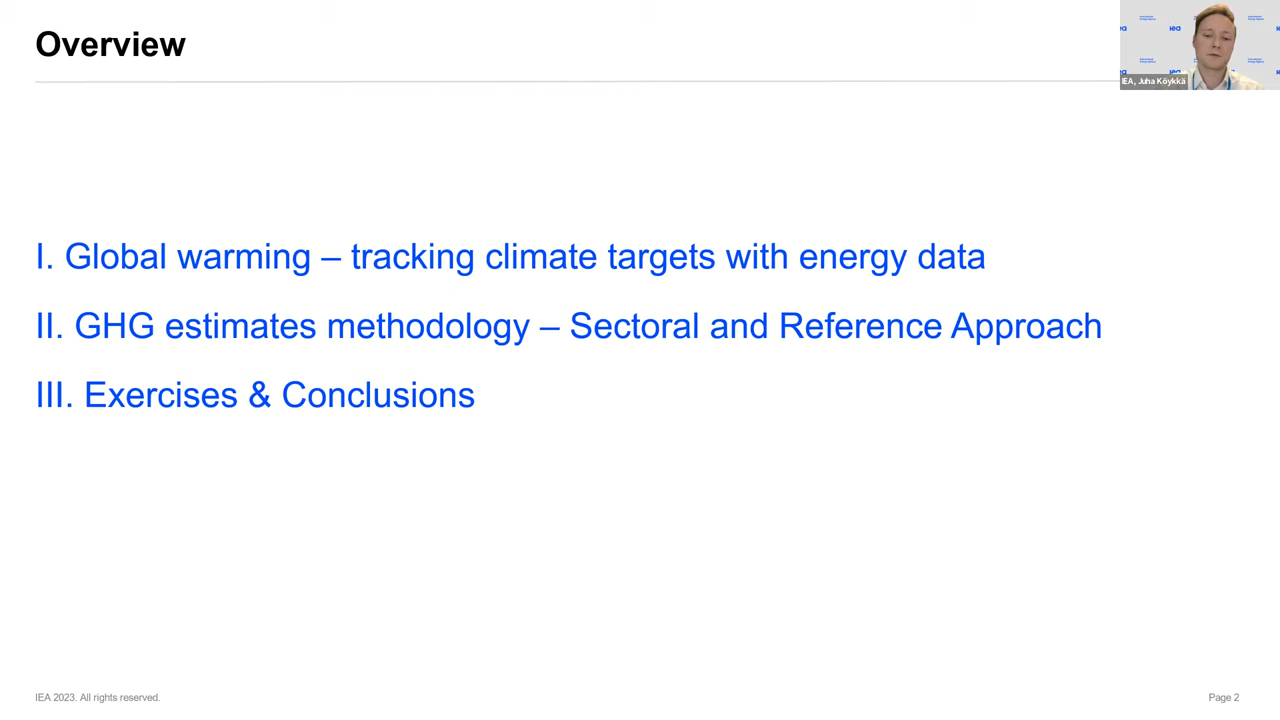 Overview
iea
IEA, Juha Köykkä
I. Global warming – tracking climate targets with energy data
II. GHG estimates methodology – Sectoral and Reference Approach
III. Exercises & Conclusions
IEA 2023. All rights reserved.
Page 2